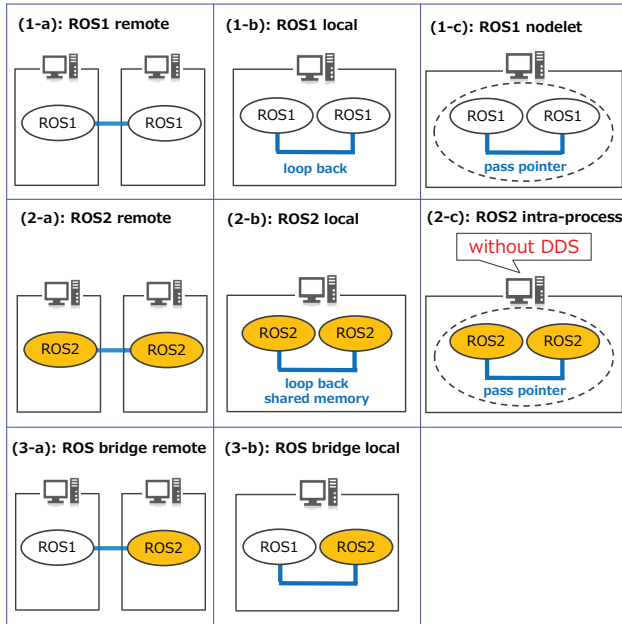 (1-a): ROS1 remote
(1-b): ROS1 local
(1-c): ROS1 nodelet
ROS1
ROS1
ROS1
ROS1
loop back
ROS1
ROS1
pass pointer
(2-a): ROS2 remote
(2-b): ROS2 local
(2-c): ROS2 intra-process
without DDS
ROS2
ROS2
ROS2
ROS2
loop back
shared memory
ROS2
ROS2
pass pointer
(3-a): ROS bridge remote
(3-b): ROS bridge local
ROS1
ROS2
ROS1
ROS2